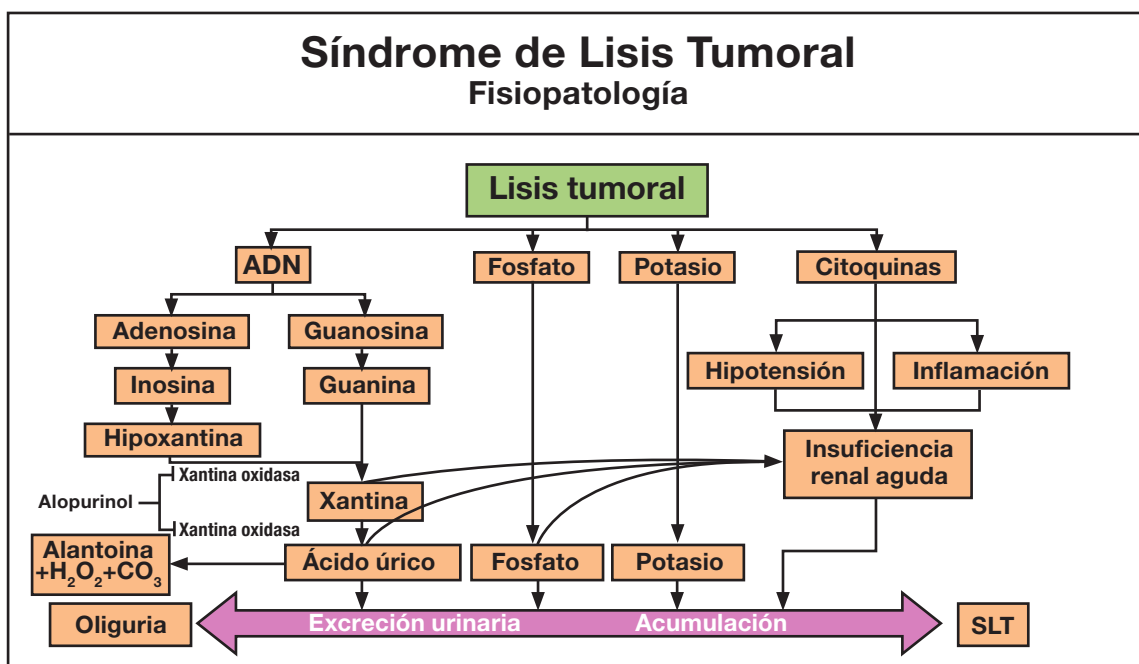 Síndrome de Lisis Tumoral
Fisiopatología
Lisis tumoral
ADN
Fosfato
Potasio
Citoquinas
Adenosina
Guanosina
Hipotensión
Inflamación
Inosina
Guanina
Hipoxantina
Insuficiencia
renal aguda
Xantina oxidasa
Alopurinol
Xantina
Xantina oxidasa
Alantoina
+H₂O₂+CO₃
Ácido úrico
Fosfato
Potasio
Oliguria
Excreción urinaria
Acumulación
SLT